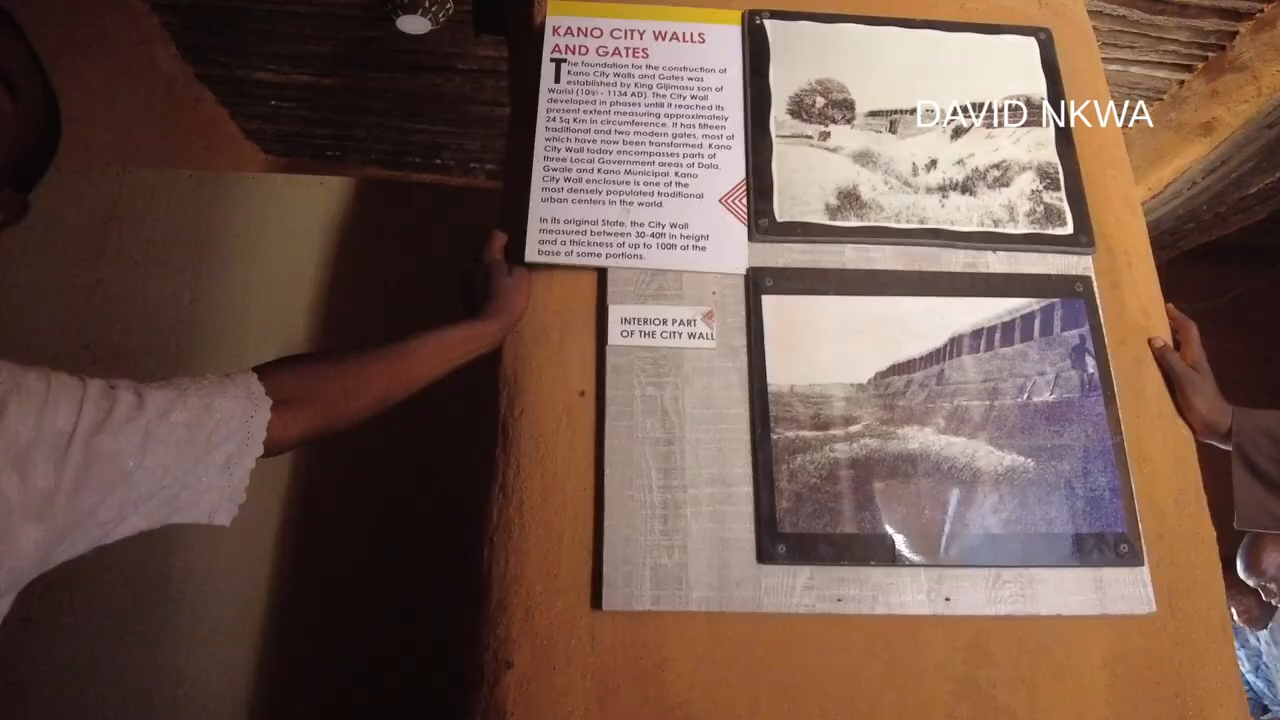 KANO CITY WALLS
AND GATES
The foundation for the construction of
Kano City Walls and Gates was
established by King Gijimasu son of
Warisi (1095 - 1134 AD). The City Wall
developed in phases untill it reached its
present extent measuring approximately
24 Sq Km in circumference. It has fifteen
traditional and two modern gates, most of
which have now been transformed. Kano
City Wall today encompasses parts of
three Local Government areas of Dala,
Gwale and Kano Municipal. Kano
City Wall enclosure is one of the
most densely populated traditional
urban centers in the world.
In its original State, the City Wall
measured between 30-40ft in height
and a thickness of up to 100ft at the
base of some portions.
INTERIOR PART
OF THE CITY WALL
DAVID NKWA